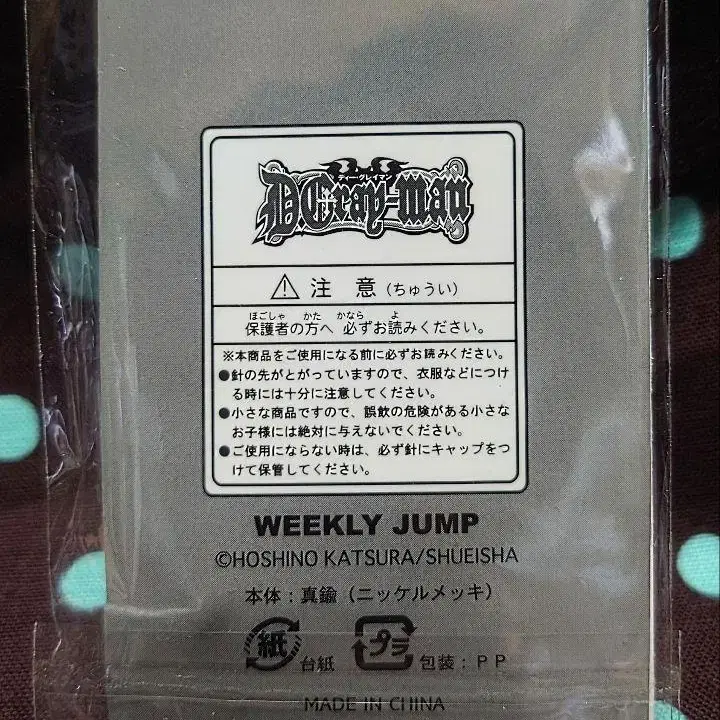 ディー・グレイマン
D.Gray-man
注 意 (ちゅうい)
ほごしゃ かた かなら よ
保護者の方へ 必ずお読みください。
※本商品をご使用になる前に必ずお読みください。
●針の先がとがっていますので、衣服などにつけ
る時には十分に注意してください。
●小さな商品ですので、誤飲の危険がある小さな
お子様には絶対に与えないでください。
●ご使用にならない時は、必ず針にキャップをつ
けて保管してください。
WEEKLY JUMP
©HOSHINO KATSURA/SHUEISHA
本体：真鍮（ニッケルメッキ）
紙 台紙 プラ 包装：ＰＰ
MADE IN CHINA